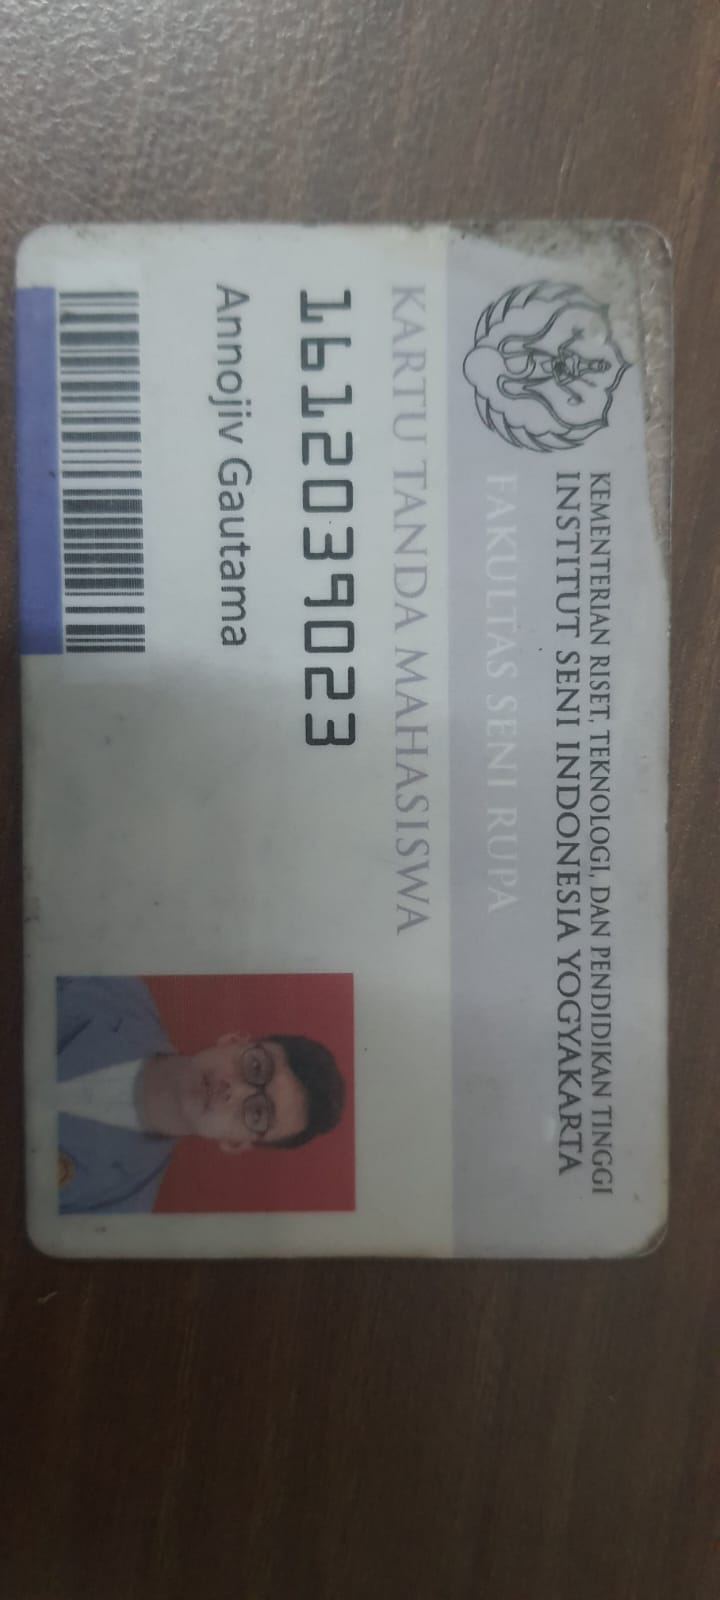 KEMENTERIAN RISET, TEKNOLOGI, DAN PENDIDIKAN TINGGI
INSTITUT SENI INDONESIA YOGYAKARTA
FAKULTAS SENI RUPA
KARTU TANDA MAHASISWA
1612039023
Annojiv Gautama